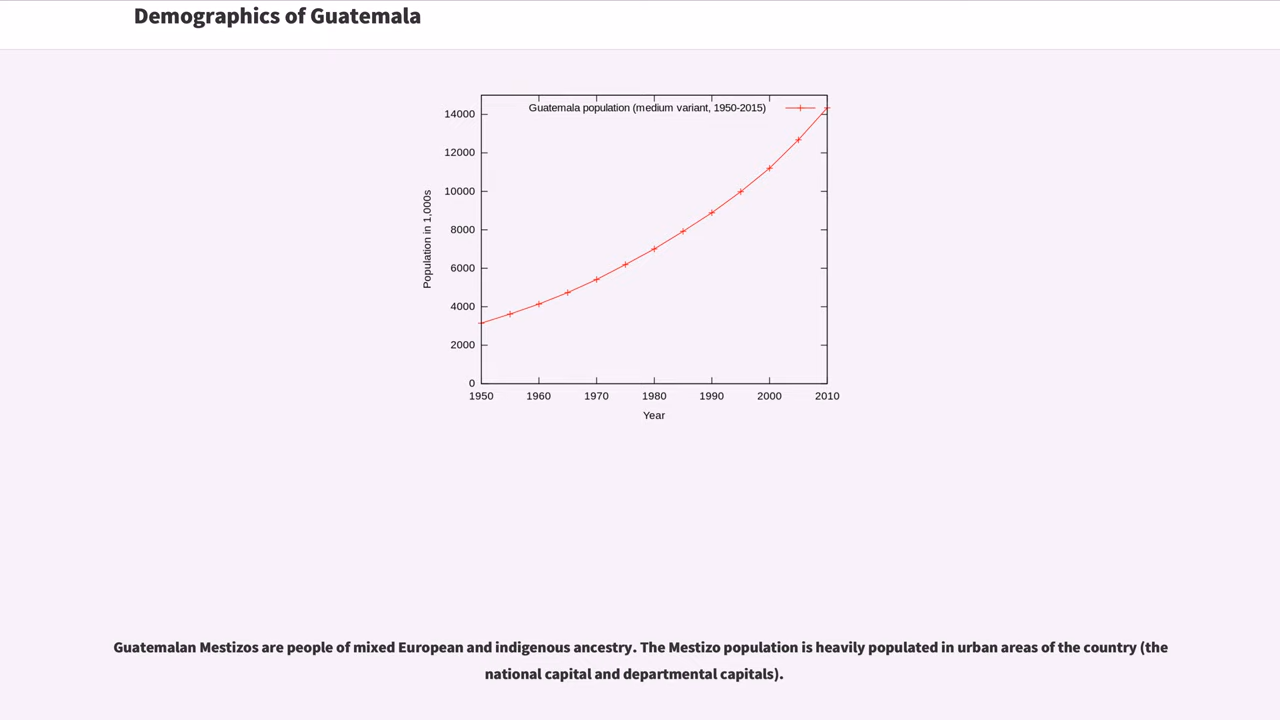 Demographics of Guatemala
Guatemala population (medium variant, 1950-2015)
14000
12000
10000
8000
6000
4000
2000
0
Population in 1,000s
1950 1960 1970 1980 1990 2000 2010
Year
Guatemalan Mestizos are people of mixed European and indigenous ancestry. The Mestizo population is heavily populated in urban areas of the country (the
national capital and departmental capitals).